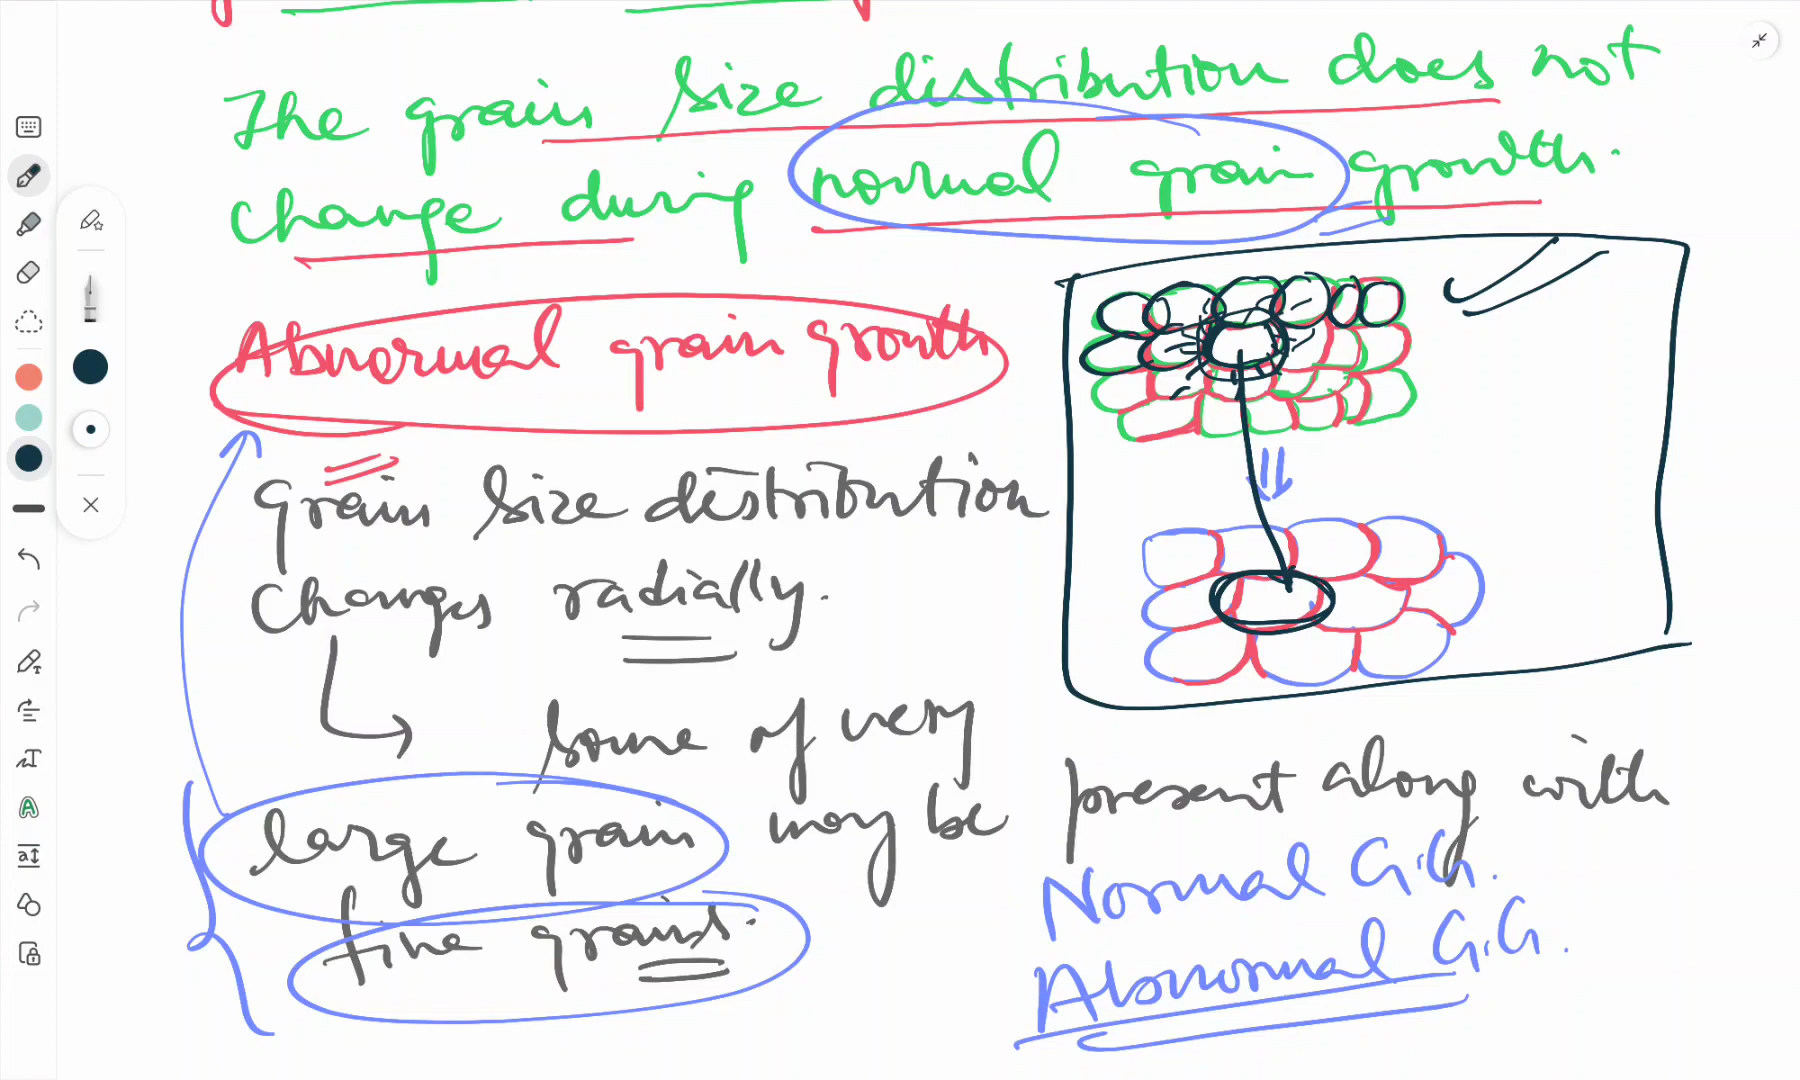 The grain size distribution does not
change during normal grain growth.
Abnormal grain growth
grain size distribution
changes radially.
some of very
large grain may be present along with
fine grains.
Normal G.G.
Abnormal G.G.